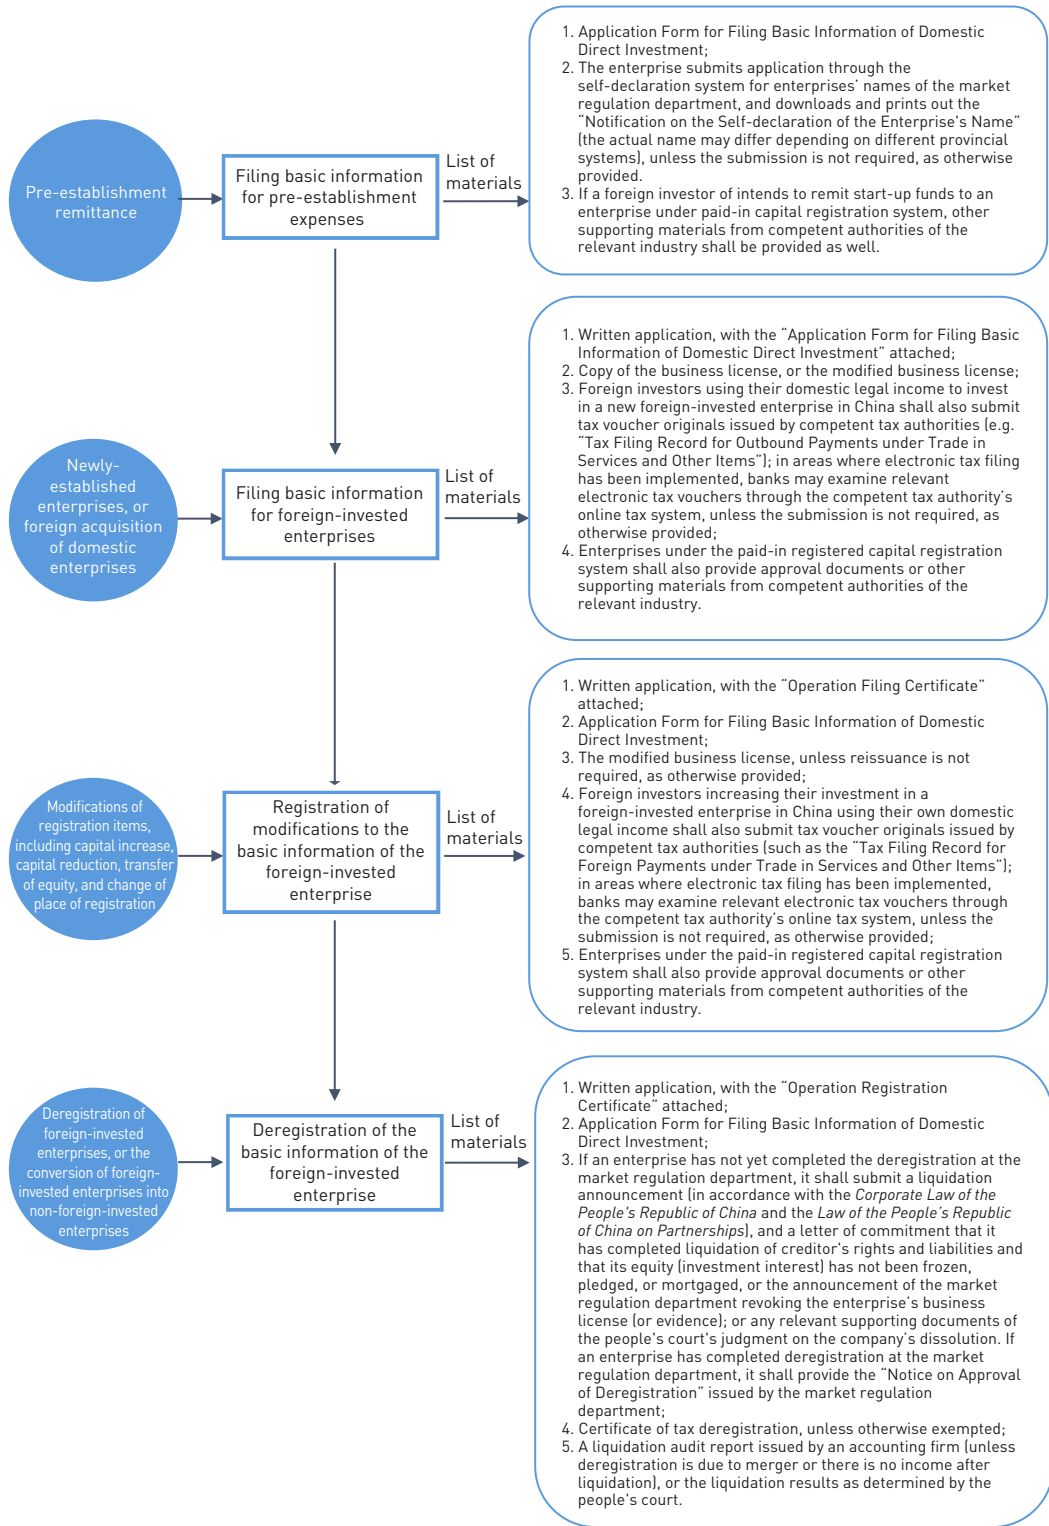 Pre-establishment
remittance
Filing basic information
for pre-establishment
expenses
List of
materials
1. Application Form for Filing Basic Information of Domestic
Direct Investment;
2. The enterprise submits application through the
self-declaration system for enterprises' names of the market
regulation department, and downloads and prints out the
“Notification on the Self-declaration of the Enterprise's Name”
(the actual name may differ depending on different provincial
systems), unless the submission is not required, as otherwise
provided.
3. If a foreign investor of intends to remit start-up funds to an
enterprise under paid-in capital registration system, other
supporting materials from competent authorities of the
relevant industry shall be provided as well.
Newly-
established
enterprises, or
foreign acquisition
of domestic
enterprises
Filing basic information
for foreign-invested
enterprises
List of
materials
1. Written application, with the “Application Form for Filing Basic
Information of Domestic Direct Investment” attached;
2. Copy of the business license, or the modified business license;
3. Foreign investors using their domestic legal income to invest
in a new foreign-invested enterprise in China shall also submit
tax voucher originals issued by competent tax authorities (e.g.
“Tax Filing Record for Outbound Payments under Trade in
Services and Other Items”); in areas where electronic tax filing
has been implemented, banks may examine relevant
electronic tax vouchers through the competent tax authority's
online tax system, unless the submission is not required, as
otherwise provided;
4. Enterprises under the paid-in registered capital registration
system shall also provide approval documents or other
supporting materials from competent authorities of the
relevant industry.
Modifications of
registration items,
including capital increase,
capital reduction, transfer
of equity, and change of
place of registration
Registration of
modifications to the
basic information of the
foreign-invested
enterprise
List of
materials
1. Written application, with the “Operation Filing Certificate”
attached;
2. Application Form for Filing Basic Information of Domestic
Direct Investment;
3. The modified business license, unless reissuance is not
required, as otherwise provided;
4. Foreign investors increasing their investment in a
foreign-invested enterprise in China using their own domestic
legal income shall also submit tax voucher originals issued by
competent tax authorities (such as the “Tax Filing Record for
Foreign Payments under Trade in Services and Other Items”);
in areas where electronic tax filing has been implemented,
banks may examine relevant electronic tax vouchers through
the competent tax authority's online tax system, unless the
submission is not required, as otherwise provided;
5. Enterprises under the paid-in registered capital registration
system shall also provide approval documents or other
supporting materials from competent authorities of the
relevant industry.
Deregistration of
foreign-invested
enterprises, or the
conversion of foreign-
invested enterprises into
non-foreign-invested
enterprises
Deregistration of the
basic information of the
foreign-invested
enterprise
List of
materials
1. Written application, with the “Operation Registration
Certificate” attached;
2. Application Form for Filing Basic Information of Domestic
Direct Investment;
3. If an enterprise has not yet completed the deregistration at the
market regulation department, it shall submit a liquidation
announcement (in accordance with the Corporate Law of the
People's Republic of China and the Law of the People's Republic
of China on Partnerships), and a letter of commitment that it
has completed liquidation of creditor's rights and liabilities and
that its equity (investment interest) has not been frozen,
pledged, or mortgaged, or the announcement of the market
regulation department revoking the enterprise's business
license (or evidence); or any relevant supporting documents of
the people's court's judgment on the company's dissolution. If
an enterprise has completed deregistration at the market
regulation department, it shall provide the “Notice on Approval
of Deregistration” issued by the market regulation
department;
4. Certificate of tax deregistration, unless otherwise exempted;
5. A liquidation audit report issued by an accounting firm (unless
deregistration is due to merger or there is no income after
liquidation), or the liquidation results as determined by the
people's court.